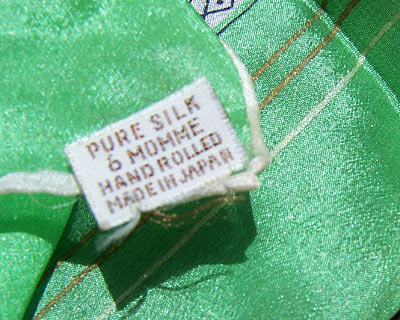 PURE SILK
6 MOMME
HAND ROLLED
MADE IN JAPAN